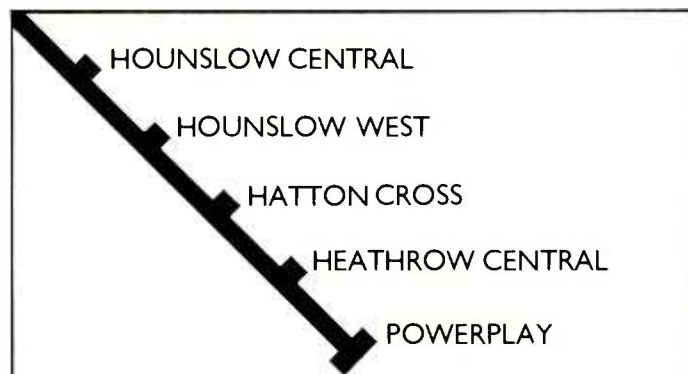 HOUNSLOW CENTRAL
HOUNSLOW WEST
HATTON CROSS
HEATHROW CENTRAL
POWERPLAY